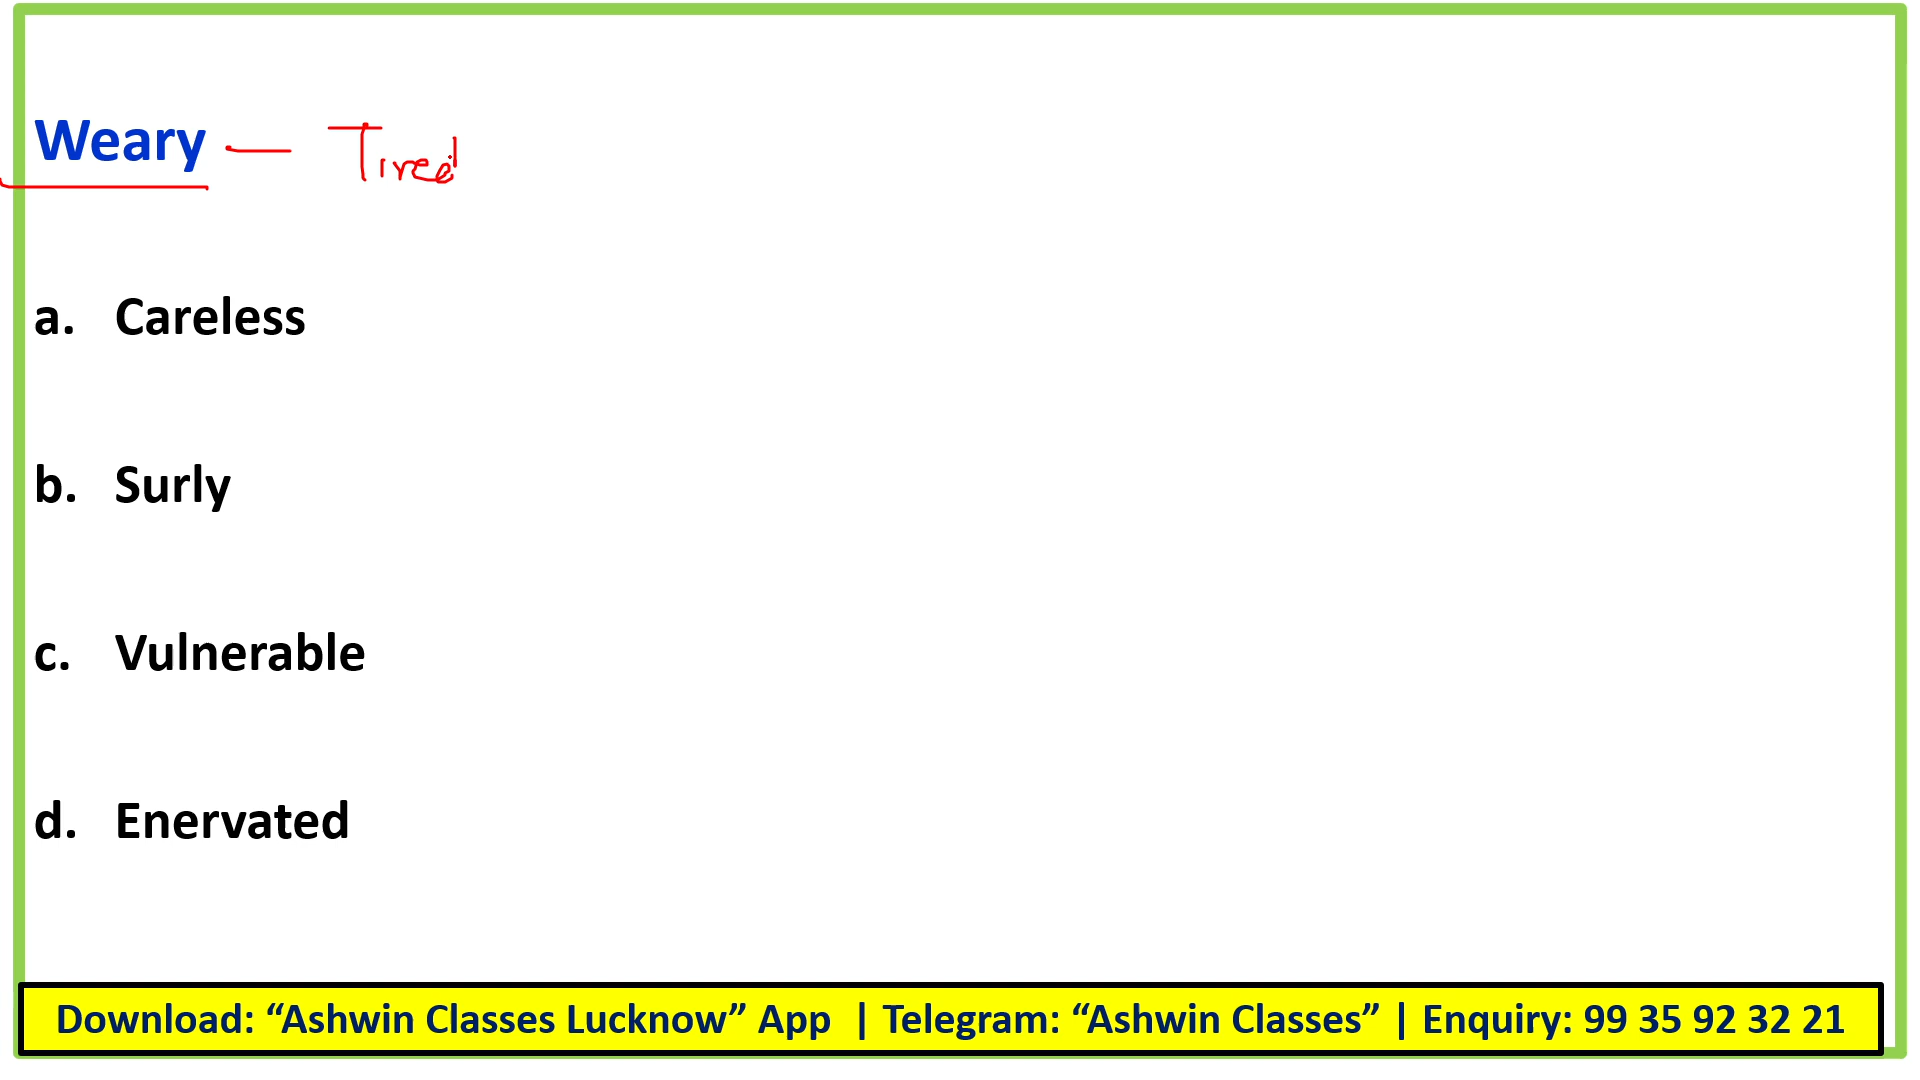 Weary — Tired
a. Careless
b. Surly
c. Vulnerable
d. Enervated
Download: “Ashwin Classes Lucknow” App | Telegram: “Ashwin Classes” | Enquiry: 99 35 92 32 21